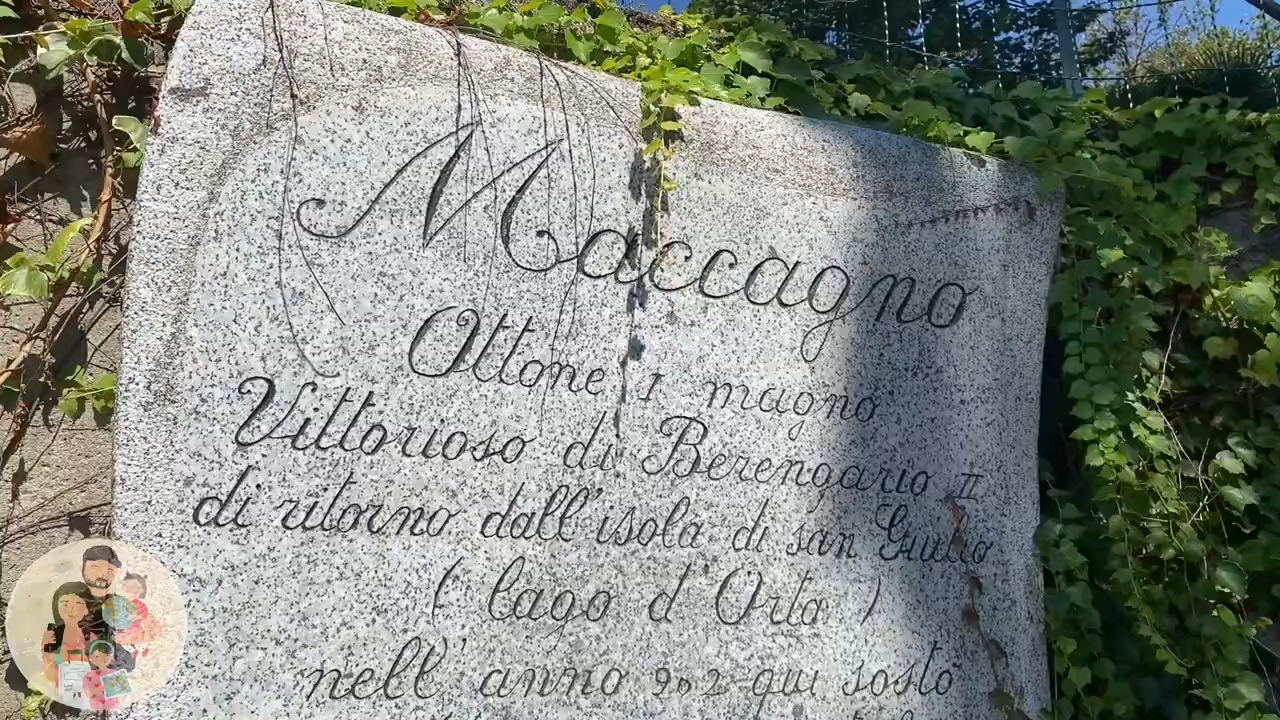 Maccagno
Ottone I magno
Vittorioso di Berengario II
di ritorno dall'isola di san Giulio
( lago d'Orta )
nell'anno 962 qui sostò